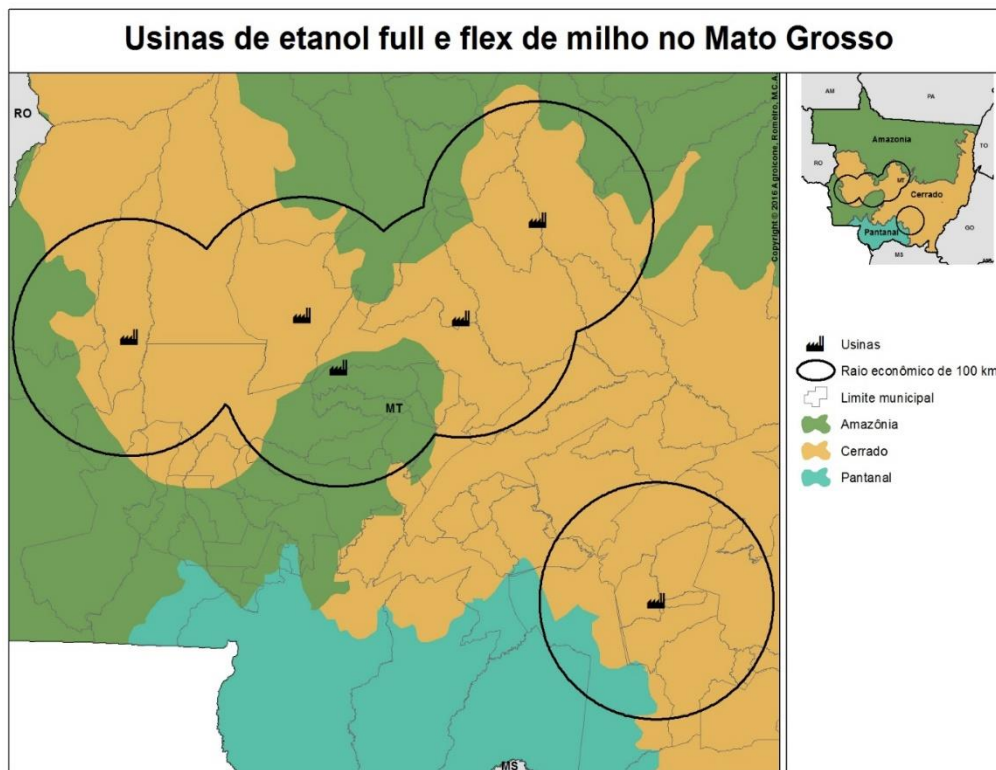 Usinas de etanol full e flex de milho no Mato Grosso
RO
MT
MS
Copyright © 2016 Agroicone, Romeiro, M.C.A.
AM
PA
RO
Amazonia
TO
MT
Cerrado
GO
Pantanal
MS
Usinas
Raio econômico de 100 km
Limite municipal
Amazônia
Cerrado
Pantanal